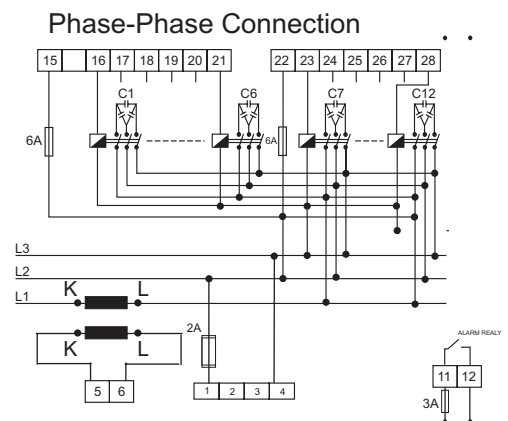 Phase-Phase Connection
15 16 17 18 19 20 21 22 23 24 25 26 27 28
C1 C6 C7 C12
6A 6A
L3
L2
L1
K L
2A
K L
ALARM REALY
5 6 1 2 3 4 11 12
3A